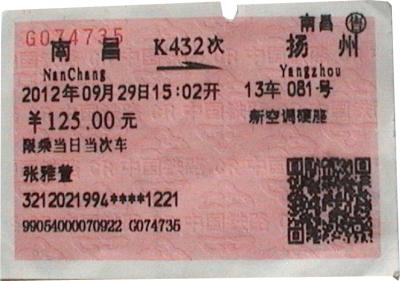 G074735 南昌 售
南昌 K432次 扬州
NanChang Yangzhou
2012年09月29日15:02开 13车 081号
￥125.00元 新空调硬座
限乘当日当次车
张雅萱
3212021994****1221
99054000070922 G074735